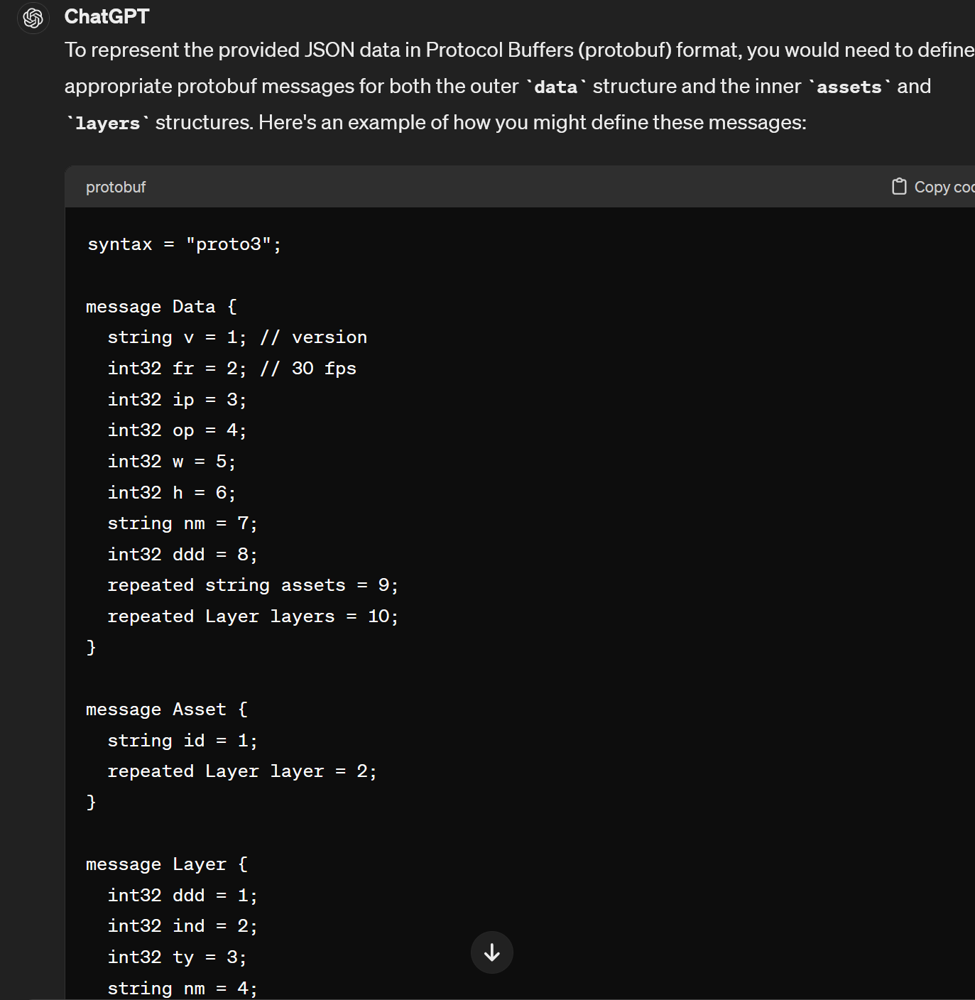 ChatGPT
To represent the provided JSON data in Protocol Buffers (protobuf) format, you would need to define
appropriate protobuf messages for both the outer `data` structure and the inner `assets` and
`layers` structures. Here's an example of how you might define these messages:
protobuf
Copy coc
syntax = "proto3";
message Data {
  string v = 1; // version
  int32 fr = 2; // 30 fps
  int32 ip = 3;
  int32 op = 4;
  int32 w = 5;
  int32 h = 6;
  string nm = 7;
  int32 ddd = 8;
  repeated string assets = 9;
  repeated Layer layers = 10;
}
message Asset {
  string id = 1;
  repeated Layer layer = 2;
}
message Layer {
  int32 ddd = 1;
  int32 ind = 2;
  int32 ty = 3;
  string nm = 4;